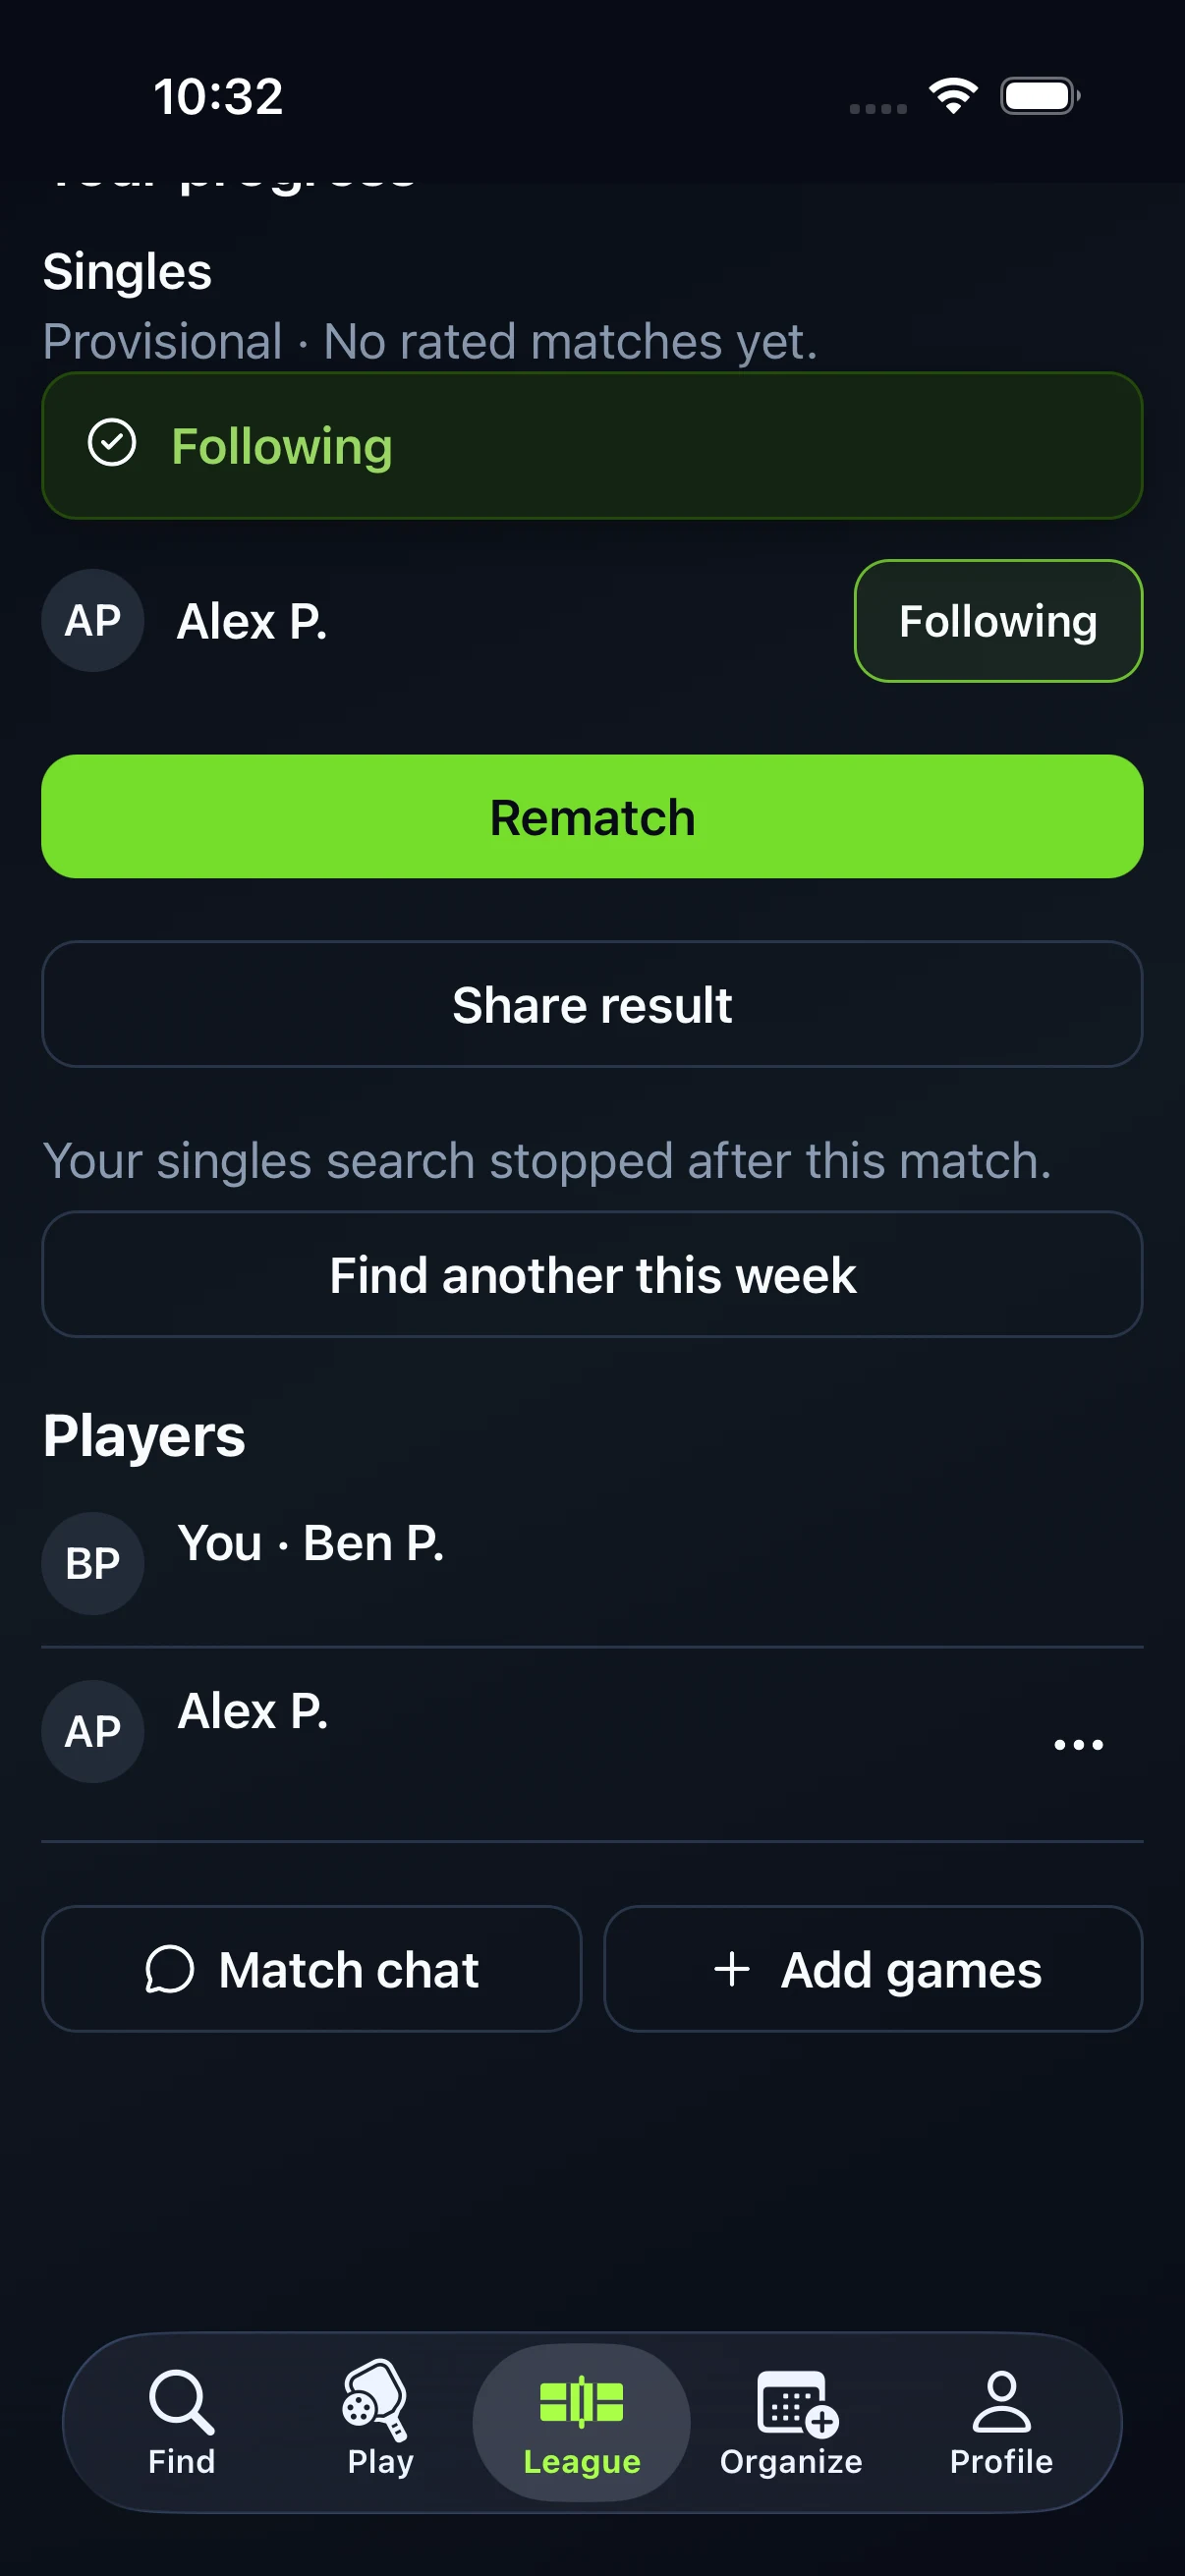 10:32
Your progress
Singles
Provisional · No rated matches yet.
Following
AP
Alex P.
Following
Rematch
Share result
Your singles search stopped after this match.
Find another this week
Players
BP
You · Ben P.
AP
Alex P.
Match chat
Add games
Find
Play
League
Organize
Profile